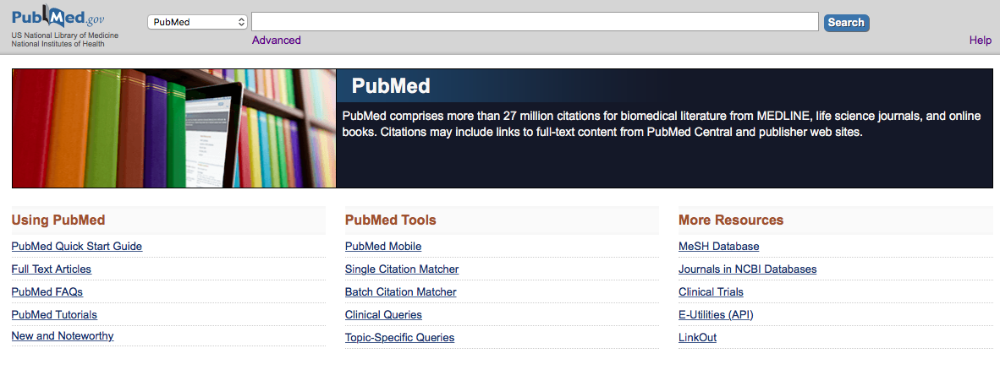 PubMed.gov
US National Library of Medicine
National Institutes of Health
PubMed
Search
Advanced
Help
PubMed
PubMed comprises more than 27 million citations for biomedical literature from MEDLINE, life science journals, and online
books. Citations may include links to full-text content from PubMed Central and publisher web sites.
Using PubMed
PubMed Quick Start Guide
Full Text Articles
PubMed FAQs
PubMed Tutorials
New and Noteworthy
PubMed Tools
PubMed Mobile
Single Citation Matcher
Batch Citation Matcher
Clinical Queries
Topic-Specific Queries
More Resources
MeSH Database
Journals in NCBI Databases
Clinical Trials
E-Utilities (API)
LinkOut